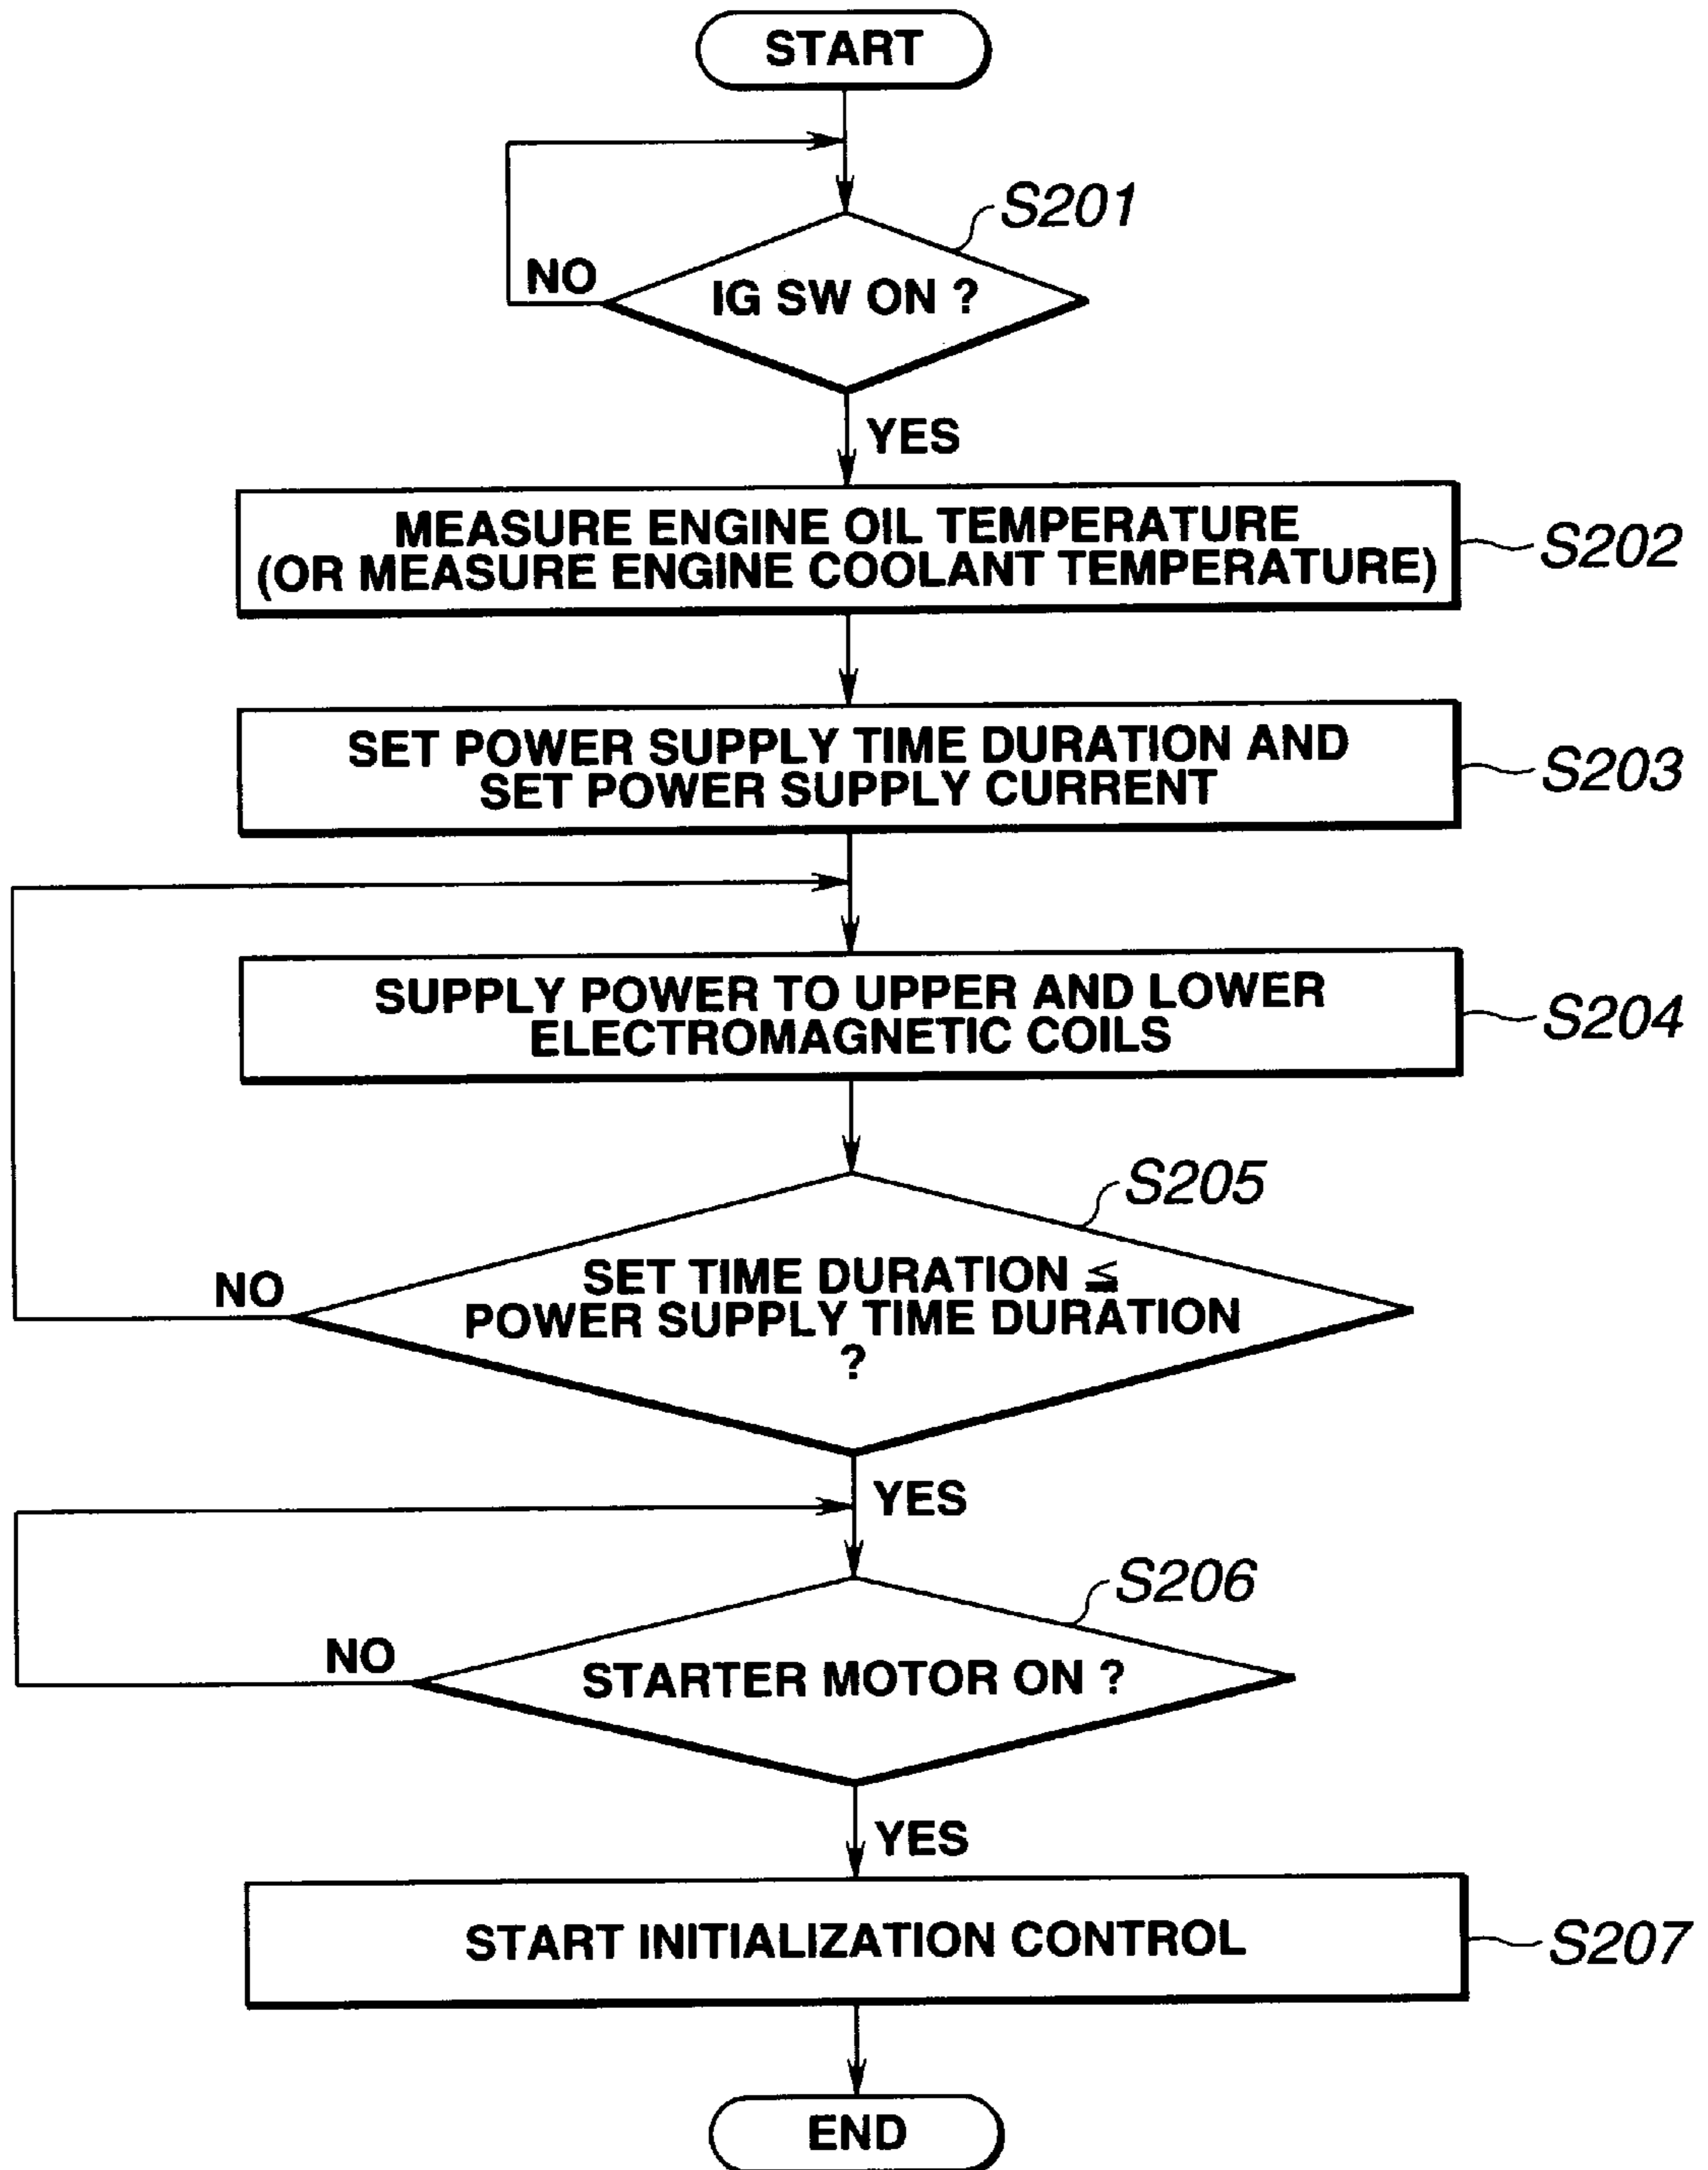 START
S201
NO
IG SW ON ?
YES
MEASURE ENGINE OIL TEMPERATURE
(OR MEASURE ENGINE COOLANT TEMPERATURE)
S202
SET POWER SUPPLY TIME DURATION AND
SET POWER SUPPLY CURRENT
S203
SUPPLY POWER TO UPPER AND LOWER
ELECTROMAGNETIC COILS
S204
S205
NO
SET TIME DURATION ≦
POWER SUPPLY TIME DURATION
?
YES
S206
NO
STARTER MOTOR ON ?
YES
START INITIALIZATION CONTROL
S207
END